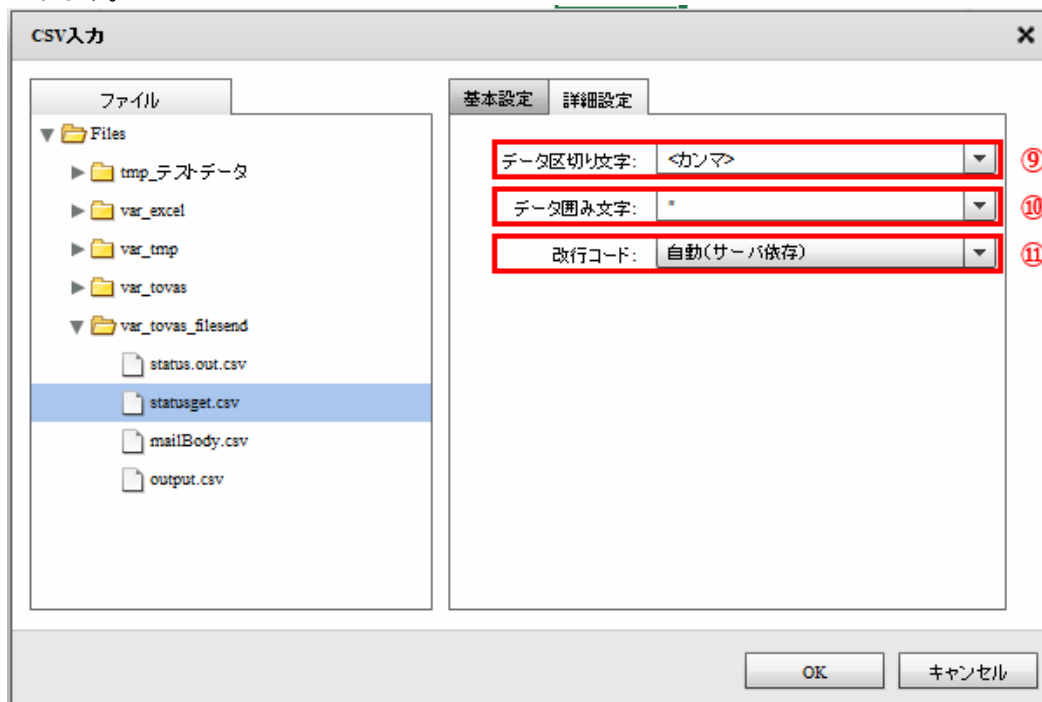 CSV入力
ファイル
Files
tmp_テストデータ
var_excel
var_tmp
var_tovas
var_tovas_filesend
status.out.csv
statusget.csv
mailBody.csv
output.csv
基本設定 詳細設定
データ区切り文字: <カンマ> ⑨
データ囲み文字: " ⑩
改行コード: 自動(サーバ依存) ⑪
OK キャンセル